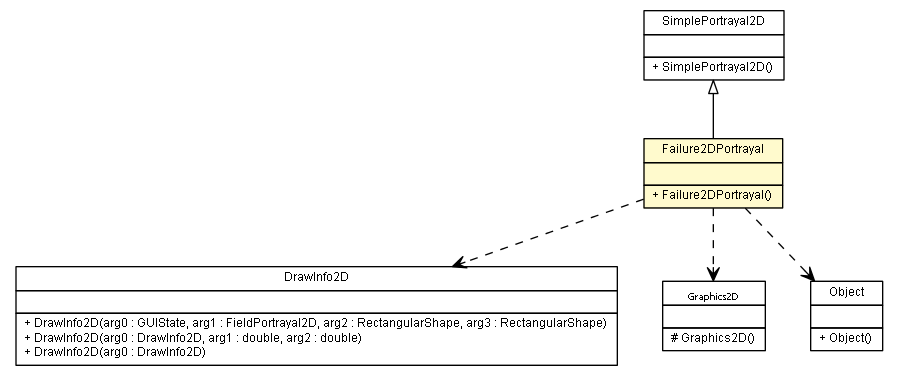 SimplePortrayal2D
+ SimplePortrayal2D()
Failure2DPortrayal
+ Failure2DPortrayal()
DrawInfo2D
+ DrawInfo2D(arg0 : GUIState, arg1 : FieldPortrayal2D, arg2 : RectangularShape, arg3 : RectangularShape)
+ DrawInfo2D(arg0 : DrawInfo2D, arg1 : double, arg2 : double)
+ DrawInfo2D(arg0 : DrawInfo2D)
Graphics2D
# Graphics2D()
Object
+ Object()